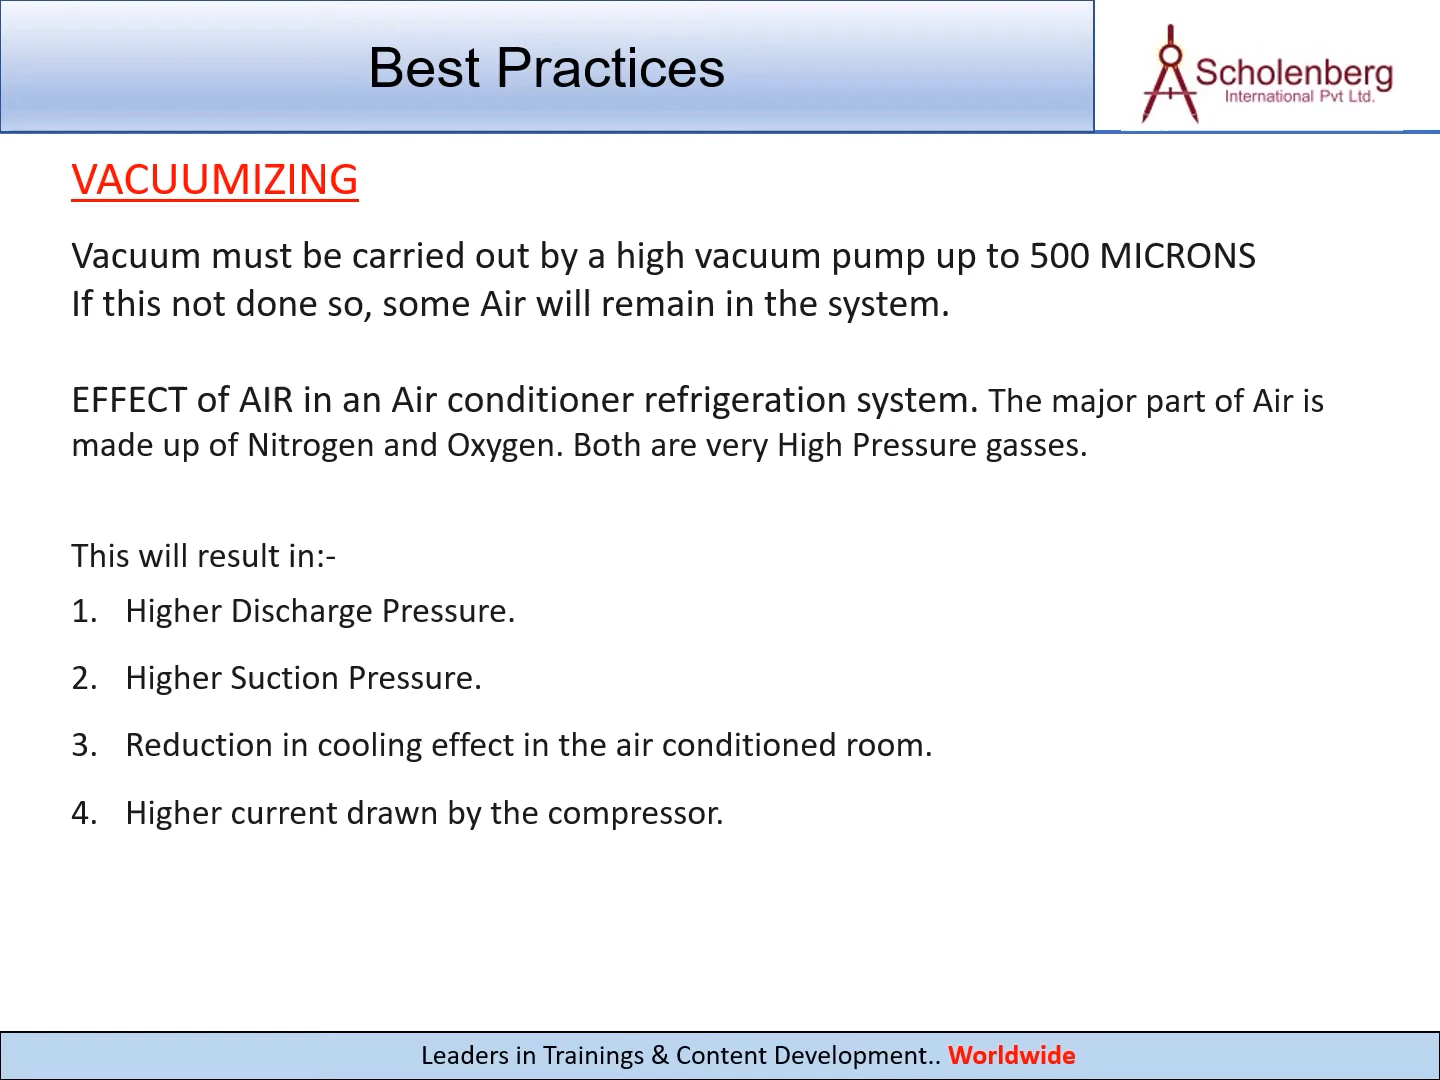 Best Practices
Scholenberg
International Pvt Ltd.
VACUUMIZING
Vacuum must be carried out by a high vacuum pump up to 500 MICRONS
If this not done so, some Air will remain in the system.
EFFECT of AIR in an Air conditioner refrigeration system. The major part of Air is
made up of Nitrogen and Oxygen. Both are very High Pressure gasses.
This will result in:-
1. Higher Discharge Pressure.
2. Higher Suction Pressure.
3. Reduction in cooling effect in the air conditioned room.
4. Higher current drawn by the compressor.
Leaders in Trainings & Content Development.. Worldwide